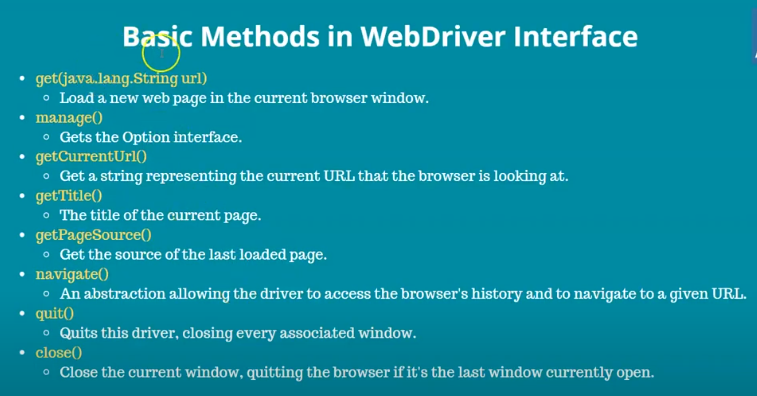 Basic Methods in WebDriver Interface
• get(java.lang.String url)
◦ Load a new web page in the current browser window.
• manage()
◦ Gets the Option interface.
• getCurrentUrl()
◦ Get a string representing the current URL that the browser is looking at.
• getTitle()
◦ The title of the current page.
• getPageSource()
◦ Get the source of the last loaded page.
• navigate()
◦ An abstraction allowing the driver to access the browser's history and to navigate to a given URL.
• quit()
◦ Quits this driver, closing every associated window.
• close()
◦ Close the current window, quitting the browser if it's the last window currently open.